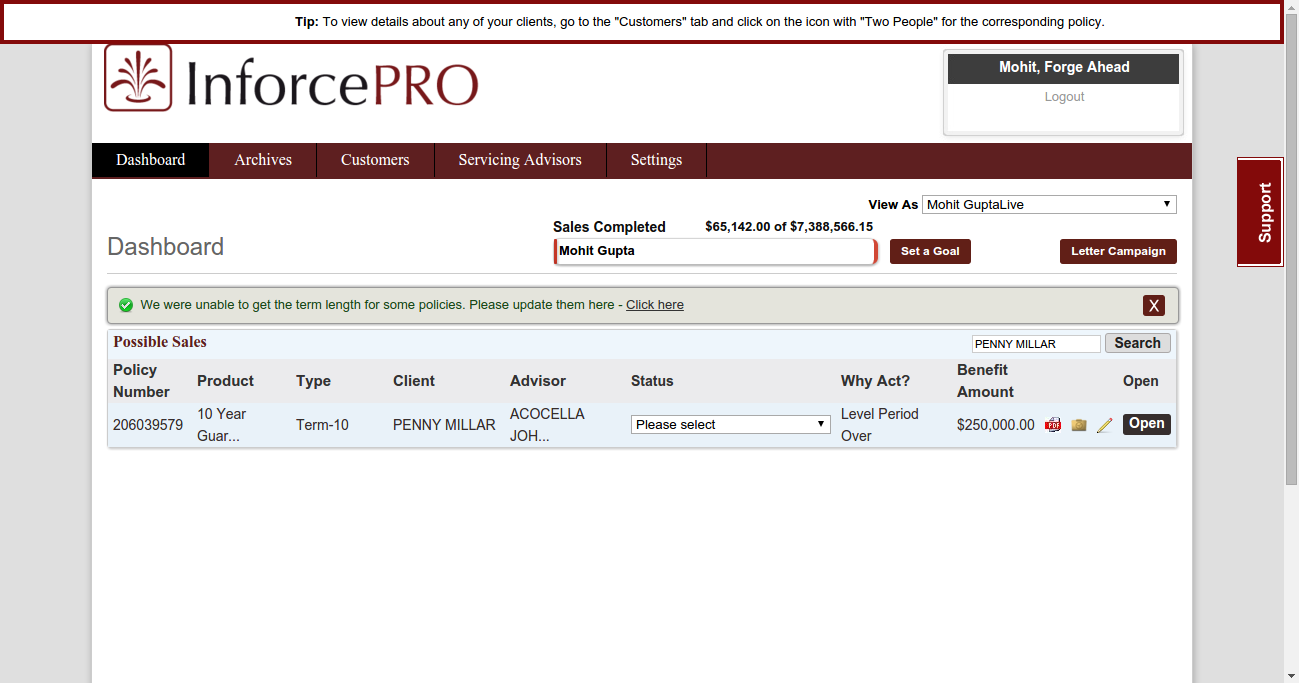 Tip: To view details about any of your clients, go to the "Customers" tab and click on the icon with "Two People" for the corresponding policy.
InforcePRO
Mohit, Forge Ahead
Logout
Dashboard Archives Customers Servicing Advisors Settings
Support
View As Mohit GuptaLive
Sales Completed $65,142.00 of $7,388,566.15
Dashboard
Mohit Gupta
Set a Goal
Letter Campaign
We were unable to get the term length for some policies. Please update them here - Click here X
Possible Sales PENNY MILLAR Search
Policy Number Product Type Client Advisor Status Why Act? Benefit Amount Open
206039579 10 Year Guar... Term-10 PENNY MILLAR ACOCELLA JOH... Please select Level Period Over $250,000.00 PDF Open